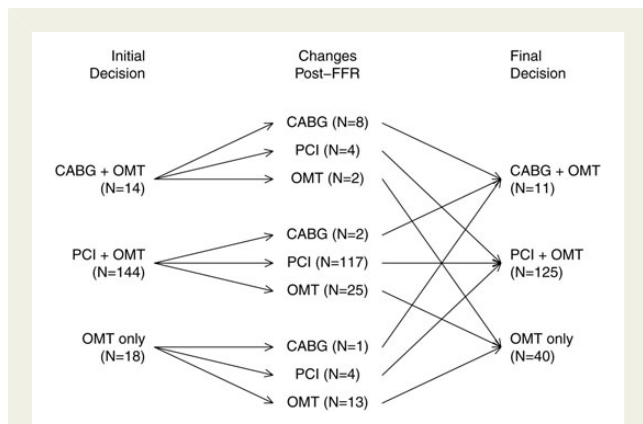 Initial
Decision
Changes
Post–FFR
Final
Decision
CABG + OMT
(N=14)
CABG (N=8)
PCI (N=4)
OMT (N=2)
CABG + OMT
(N=11)
PCI + OMT
(N=144)
CABG (N=2)
PCI (N=117)
OMT (N=25)
PCI + OMT
(N=125)
OMT only
(N=18)
CABG (N=1)
PCI (N=4)
OMT (N=13)
OMT only
(N=40)